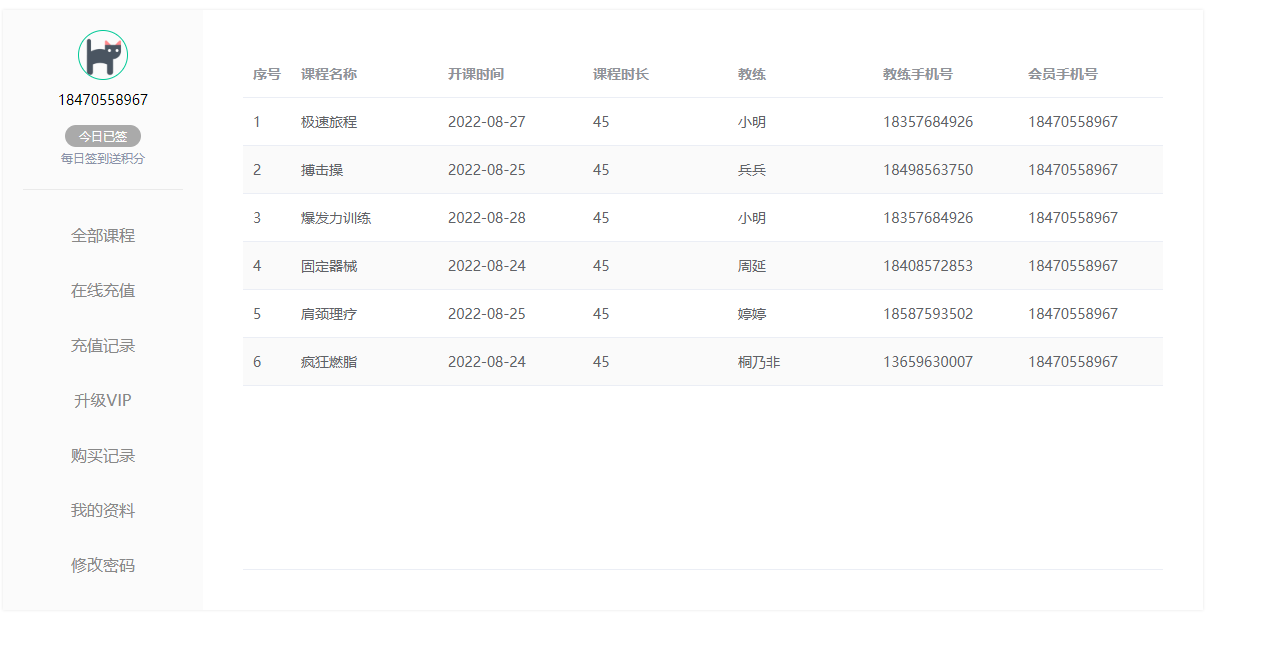 18470558967
今日已签
每日签到送积分
全部课程
在线充值
充值记录
升级VIP
购买记录
我的资料
修改密码
序号 课程名称 开课时间 课程时长 教练 教练手机号 会员手机号
1 极速旅程 2022-08-27 45 小明 18357684926 18470558967
2 搏击操 2022-08-25 45 兵兵 18498563750 18470558967
3 爆发力训练 2022-08-28 45 小明 18357684926 18470558967
4 固定器械 2022-08-24 45 周延 18408572853 18470558967
5 肩颈理疗 2022-08-25 45 婷婷 18587593502 18470558967
6 疯狂燃脂 2022-08-24 45 桐乃非 13659630007 18470558967